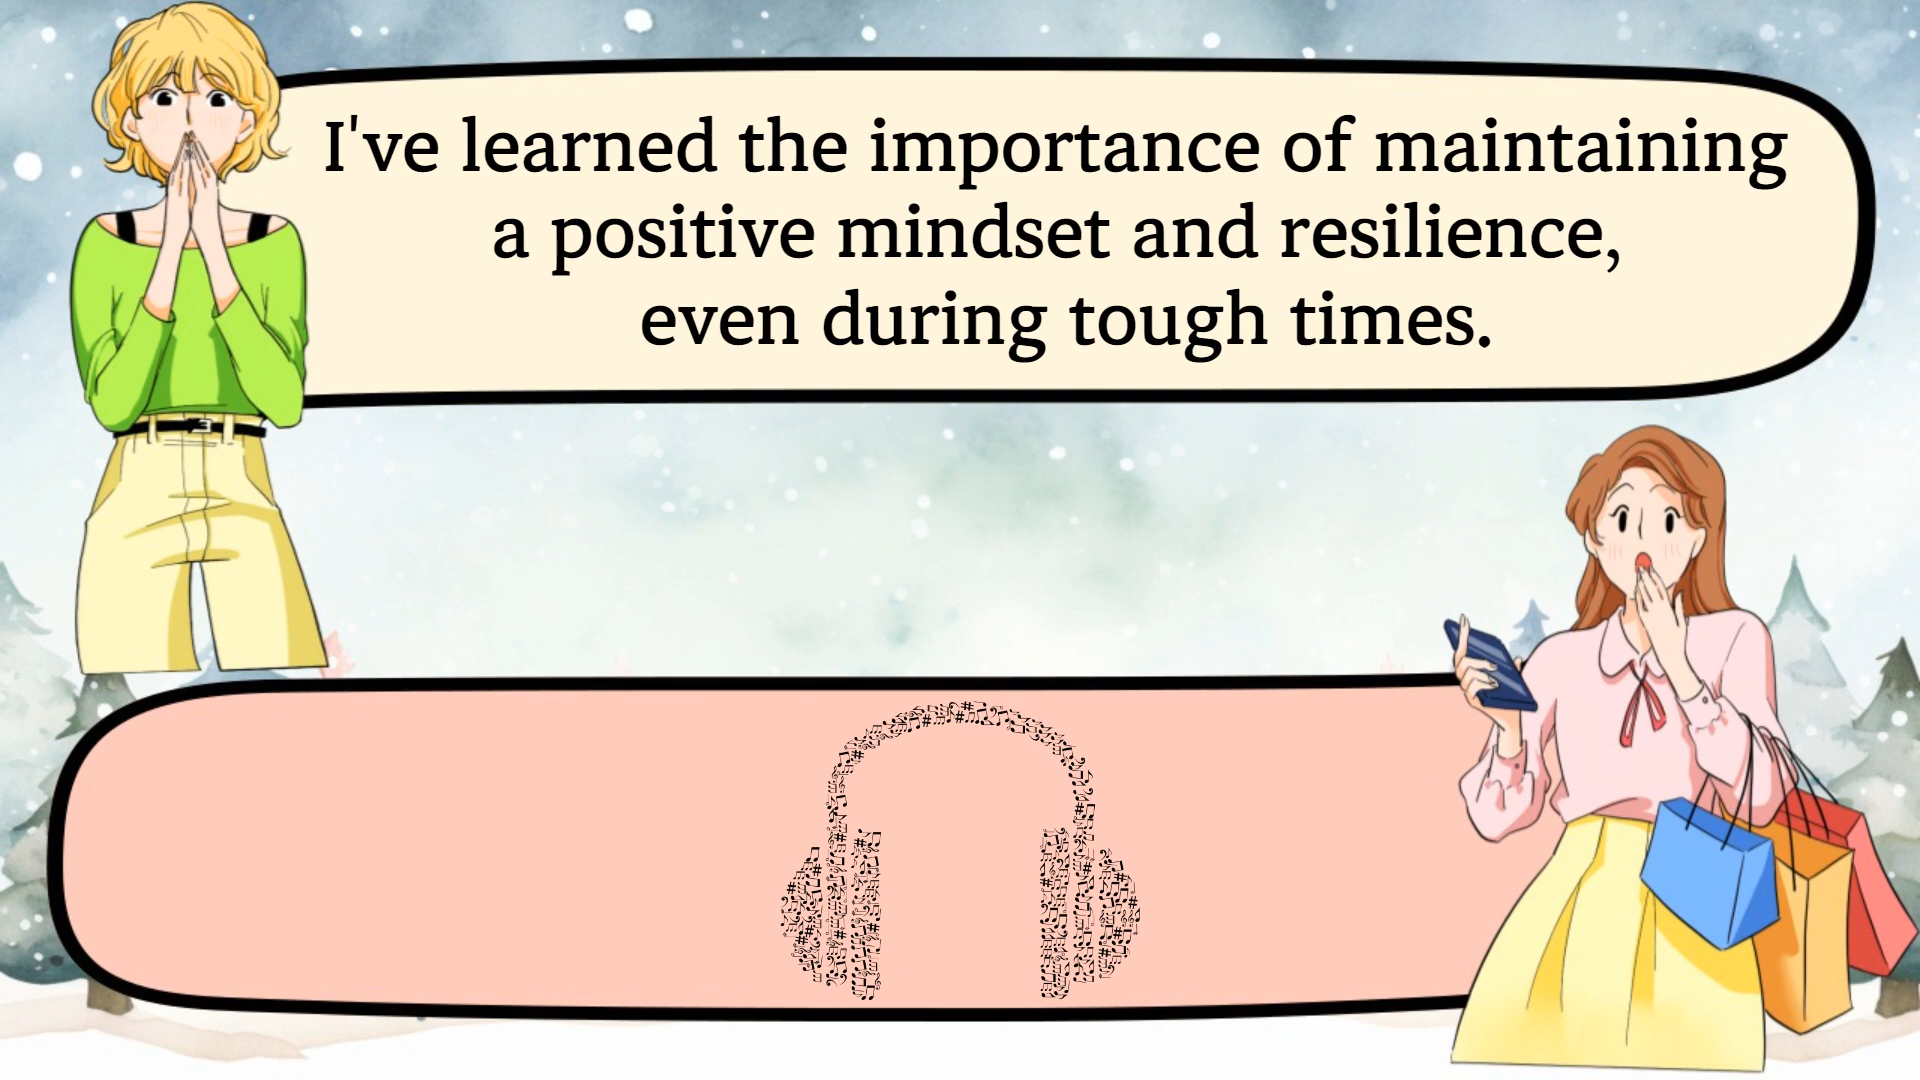 I've learned the importance of maintaining
a positive mindset and resilience,
even during tough times.